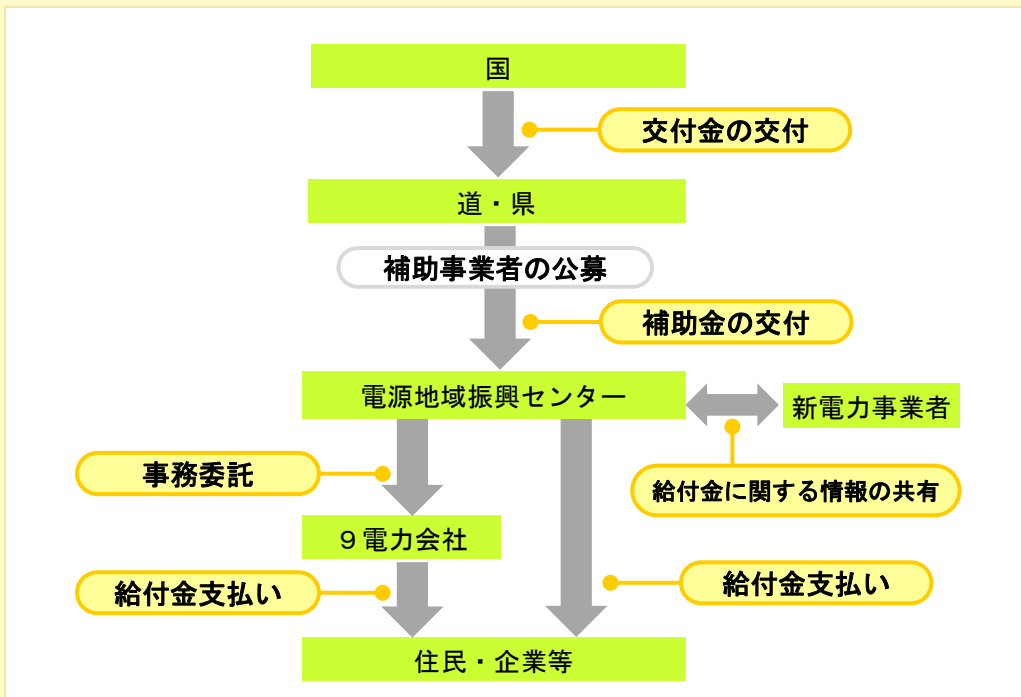 国
交付金の交付
道・県
補助事業者の公募
補助金の交付
電源地域振興センター
新電力事業者
事務委託
給付金に関する情報の共有
９電力会社
給付金支払い
給付金支払い
住民・企業等